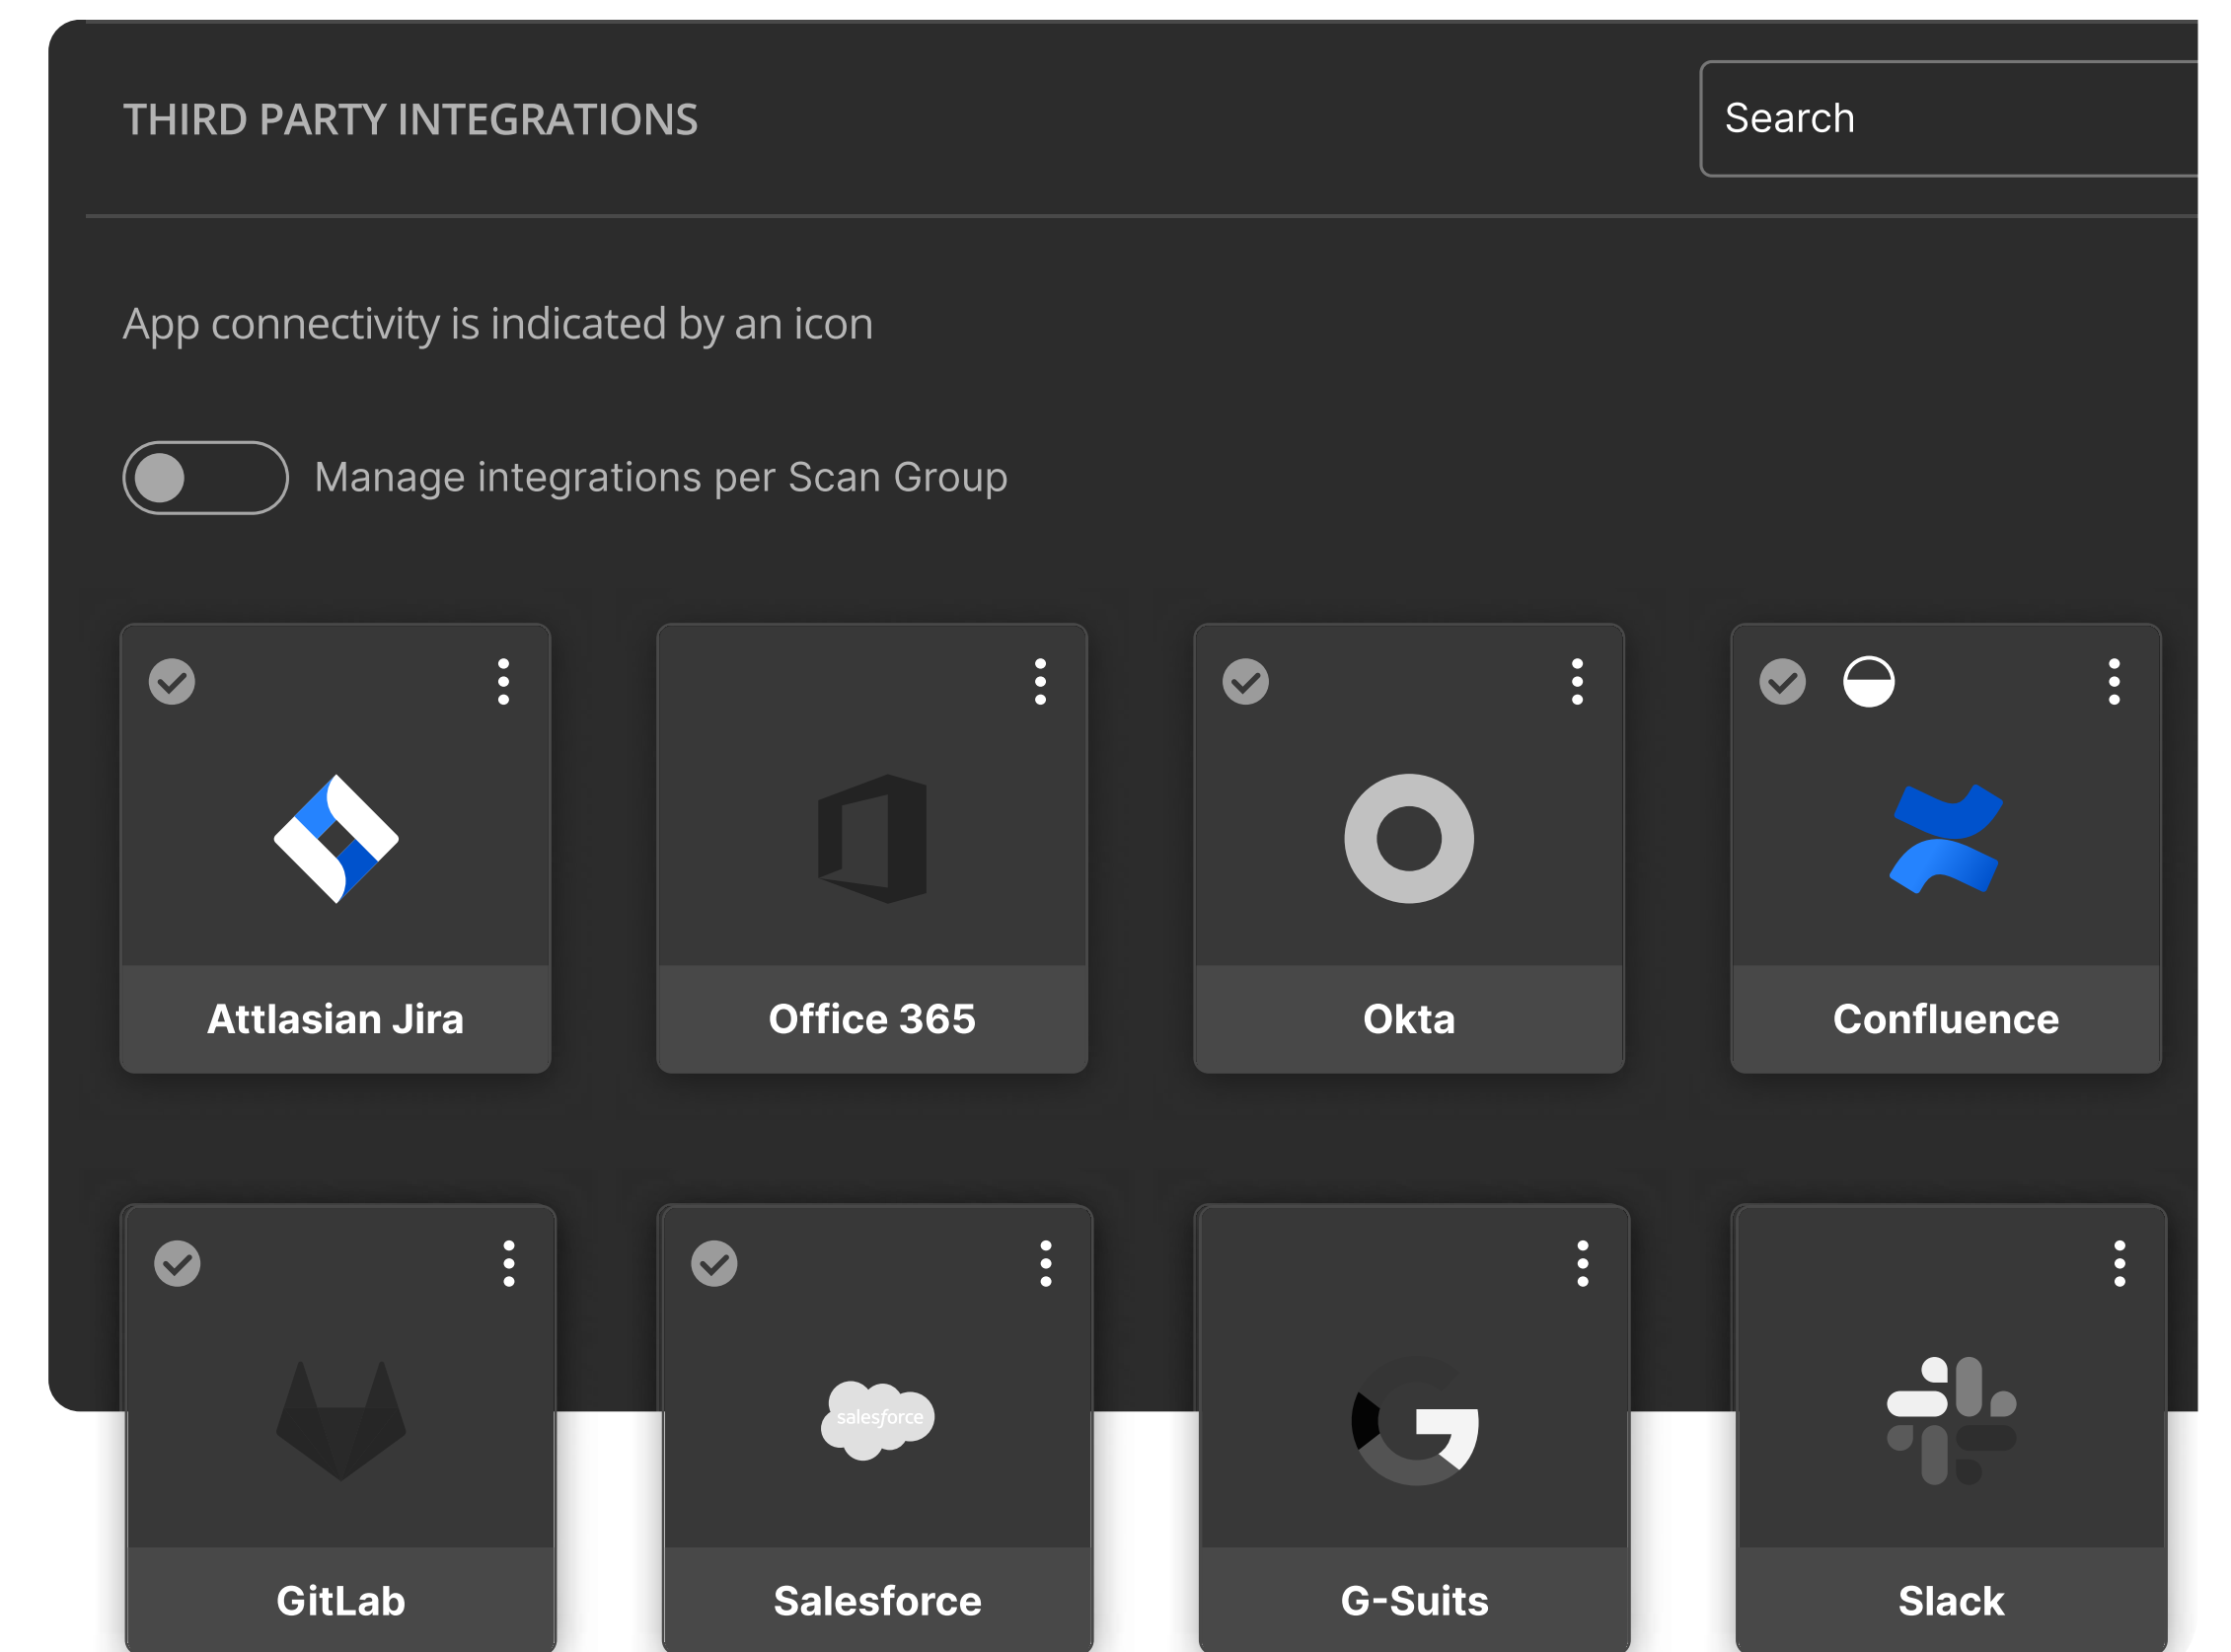 THIRD PARTY INTEGRATIONS
Search
App connectivity is indicated by an icon
Manage integrations per Scan Group
Attlasian Jira
Office 365
Okta
Confluence
salesforce
GitLab
Salesforce
G-Suits
Slack